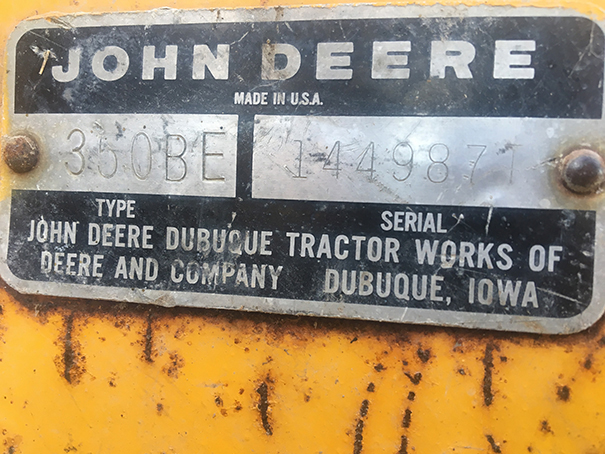 JOHN DEERE
MADE IN U.S.A.
350BE 144987T
TYPE SERIAL
JOHN DEERE DUBUQUE TRACTOR WORKS OF
DEERE AND COMPANY DUBUQUE, IOWA